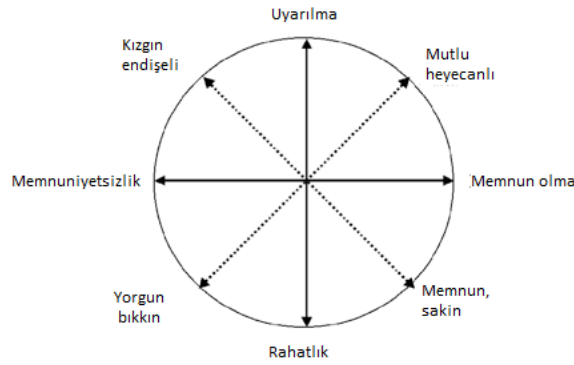 Uyarılma
Kızgın
endişeli
Mutlu
heyecanlı
Memnuniyetsizlik
Memnun olma
Yorgun
bıkkın
Memnun,
sakin
Rahatlık